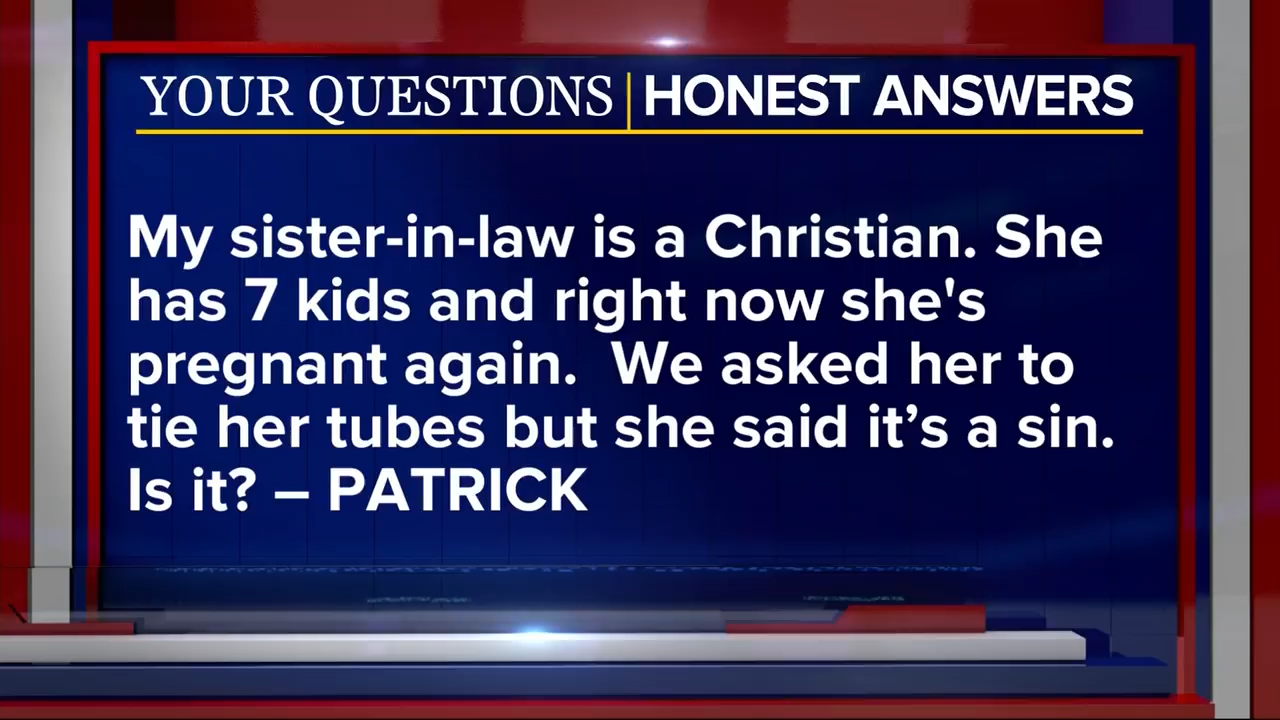 YOUR QUESTIONS | HONEST ANSWERS
My sister-in-law is a Christian. She
has 7 kids and right now she's
pregnant again.  We asked her to
tie her tubes but she said it’s a sin.
Is it? – PATRICK